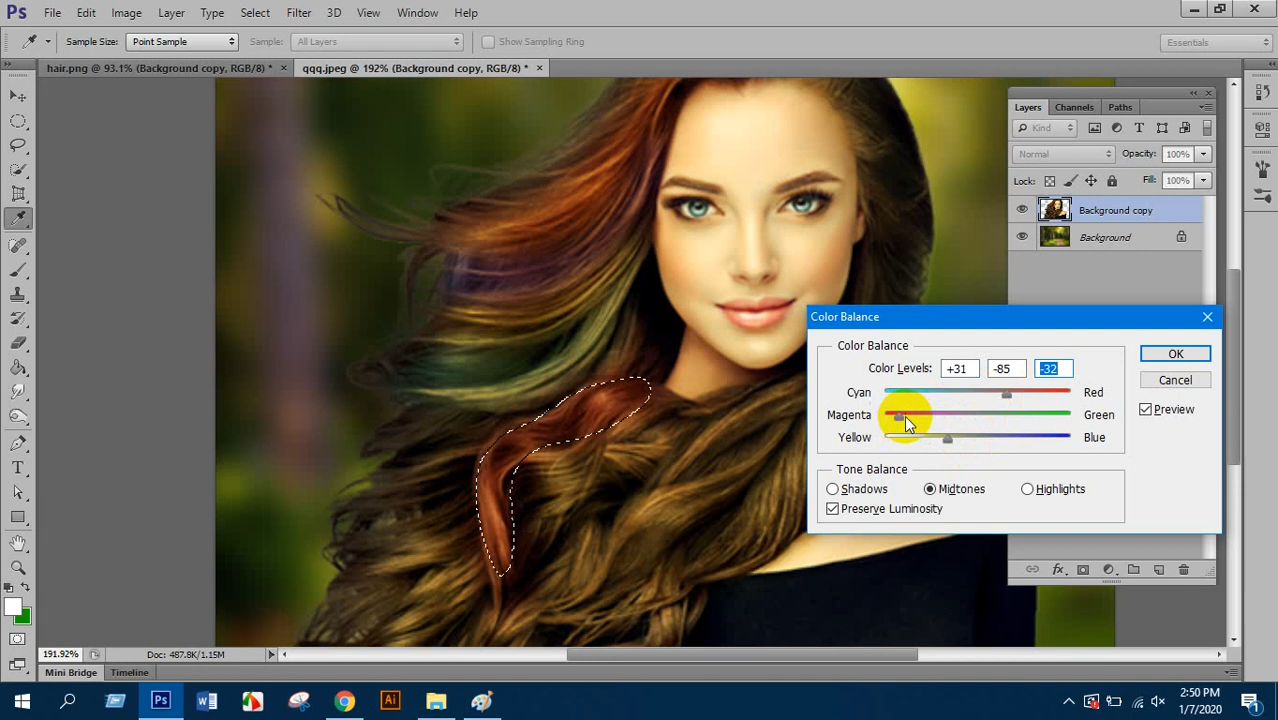 Ps File Edit Image Layer Type Select Filter 3D View Window Help
Sample Size: Point Sample Sample: All Layers Show Sampling Ring Essentials
hair.png @ 93.1% (Background copy, RGB/8) * × qqq.jpeg @ 192% (Background copy, RGB/8) * ×
Layers Channels Paths
Kind
Normal Opacity: 100%
Lock: Fill: 100%
Background copy
Background
Color Balance
Color Balance
Color Levels: +31 -85 -32
Cyan Red
Magenta Green
Yellow Blue
Tone Balance
Shadows Midtones Highlights
Preserve Luminosity
OK
Cancel
Preview
191.92% Doc: 487.8K/1.15M
Mini Bridge Timeline
Ps Ai
2:50 PM
1/7/2020